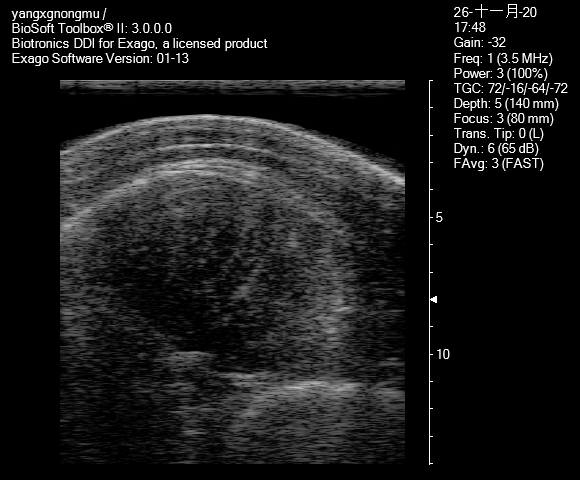 yangxgnongmu /
BioSoft Toolbox® II: 3.0.0.0
Biotronics DDI for Exago, a licensed product
Exago Software Version: 01-13
26-十一月-20
17:48
Gain: -32
Freq: 1 (3.5 MHz)
Power: 3 (100%)
TGC: 72/-16/-64/-72
Depth: 5 (140 mm)
Focus: 3 (80 mm)
Trans. Tip: 0 (L)
Dyn.: 6 (65 dB)
FAvg: 3 (FAST)
5
10